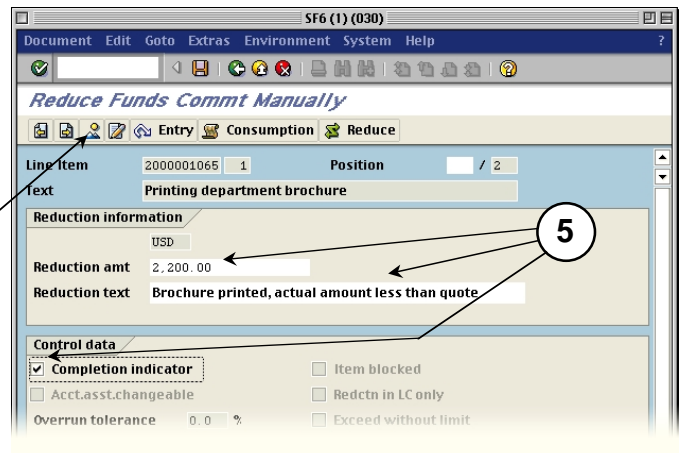 SF6 (1) (030)
Document Edit Goto Extras Environment System Help ?
Reduce Funds Commt Manually
Entry Consumption Reduce
Line Item 2000001065 1 Position / 2
Text Printing department brochure
Reduction information
USD
5
Reduction amt 2,200.00
Reduction text Brochure printed, actual amount less than quote
Control data
Completion indicator Item blocked
Acct.asst.changeable Redctn in LC only
Overrun tolerance 0.0 % Exceed without limit